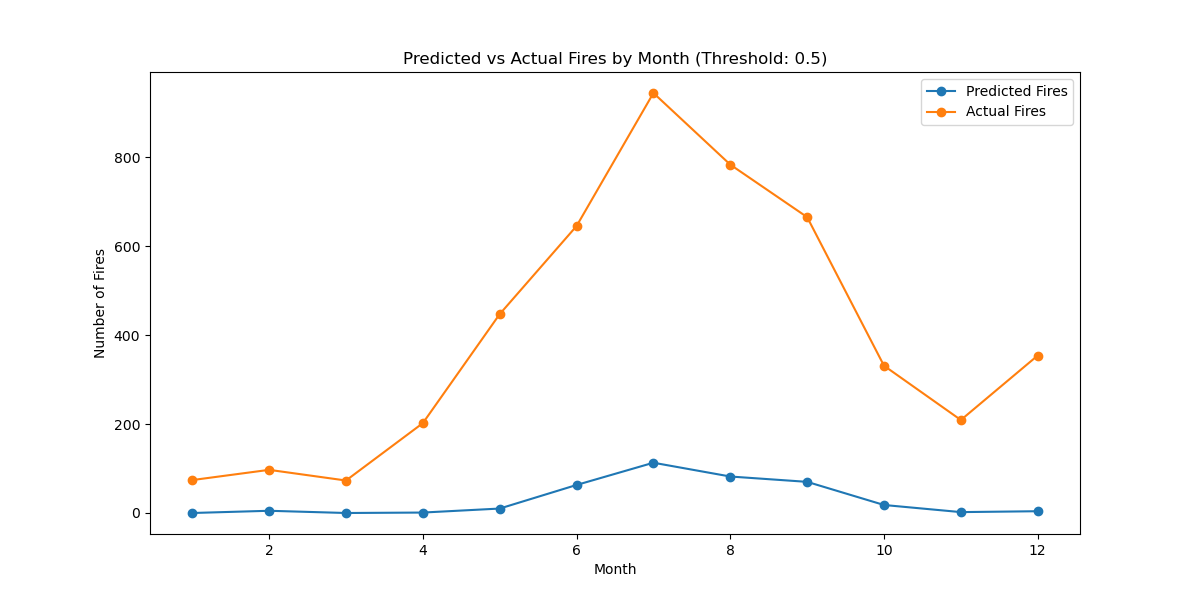 Predicted vs Actual Fires by Month (Threshold: 0.5)
Predicted Fires
Actual Fires
Number of Fires
800
600
400
200
0
2 4 6 8 10 12
Month